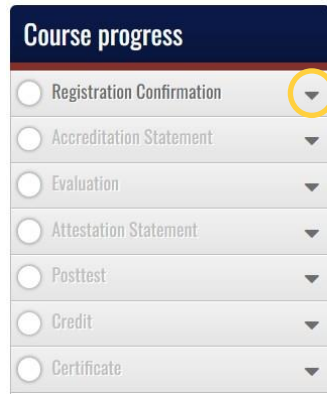 Course progress
Registration Confirmation
Accreditation Statement
Evaluation
Attestation Statement
Posttest
Credit
Certificate